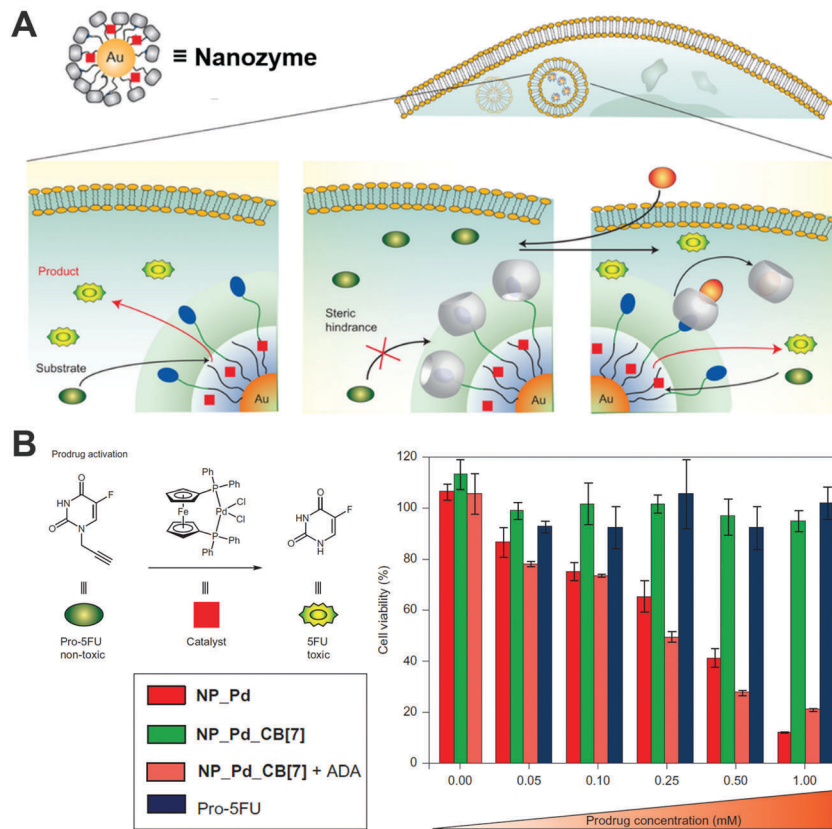 A
Au
≡ Nanozyme
Product
Substrate
Au
Steric
hindrance
Au
Au
B
Prodrug activation
O
F
HN
O
N
Ph
Ph
P
Cl
Fe
Pd
Cl
P
Ph
Ph
O
F
HN
O
N
H
Pro-5FU
non-toxic
Catalyst
5FU
toxic
NP_Pd
NP_Pd_CB[7]
NP_Pd_CB[7] + ADA
Pro-5FU
Cell viability (%)
120
100
80
60
40
20
0
0.00 0.05 0.10 0.25 0.50 1.00
Prodrug concentration (mM)